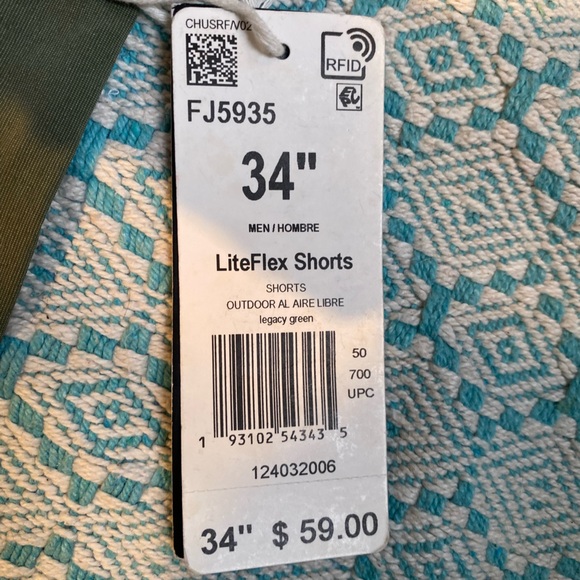 CHUSRF/V02
RFID
FJ5935
34"
MEN / HOMBRE
LiteFlex Shorts
SHORTS
OUTDOOR AL AIRE LIBRE
legacy green
50
700
UPC
1 93102 54343 5
124032006
34" $ 59.00